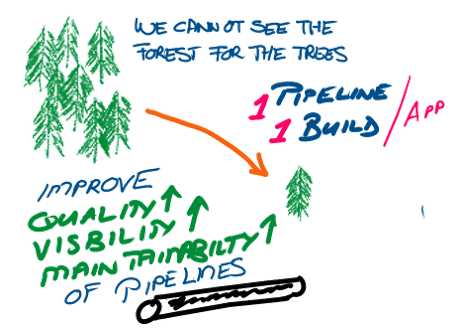 WE CANNOT SEE THE
FOREST FOR THE TREES
1 PIPELINE
1 BUILD / APP
IMPROVE
QUALITY ↑
VISBILITY ↑
MAINTAINABILTY ↑
OF PIPELINES